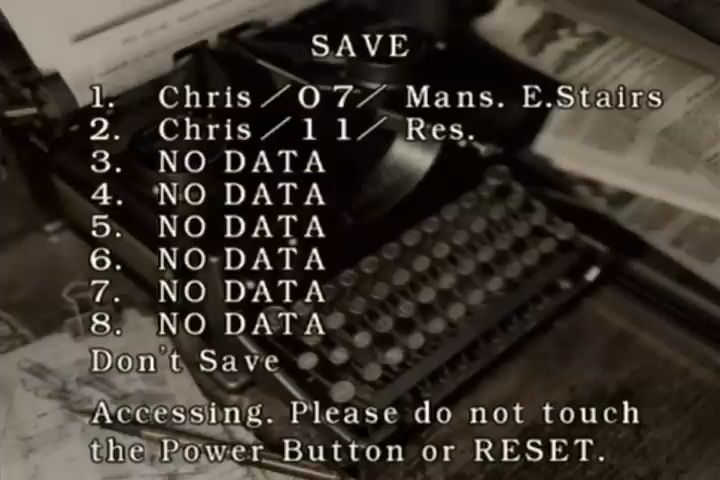 SAVE
1. Chris/07/ Mans. E.Stairs
2. Chris/11/ Res.
3. NO DATA
4. NO DATA
5. NO DATA
6. NO DATA
7. NO DATA
8. NO DATA
Don't Save
Accessing. Please do not touch
the Power Button or RESET.